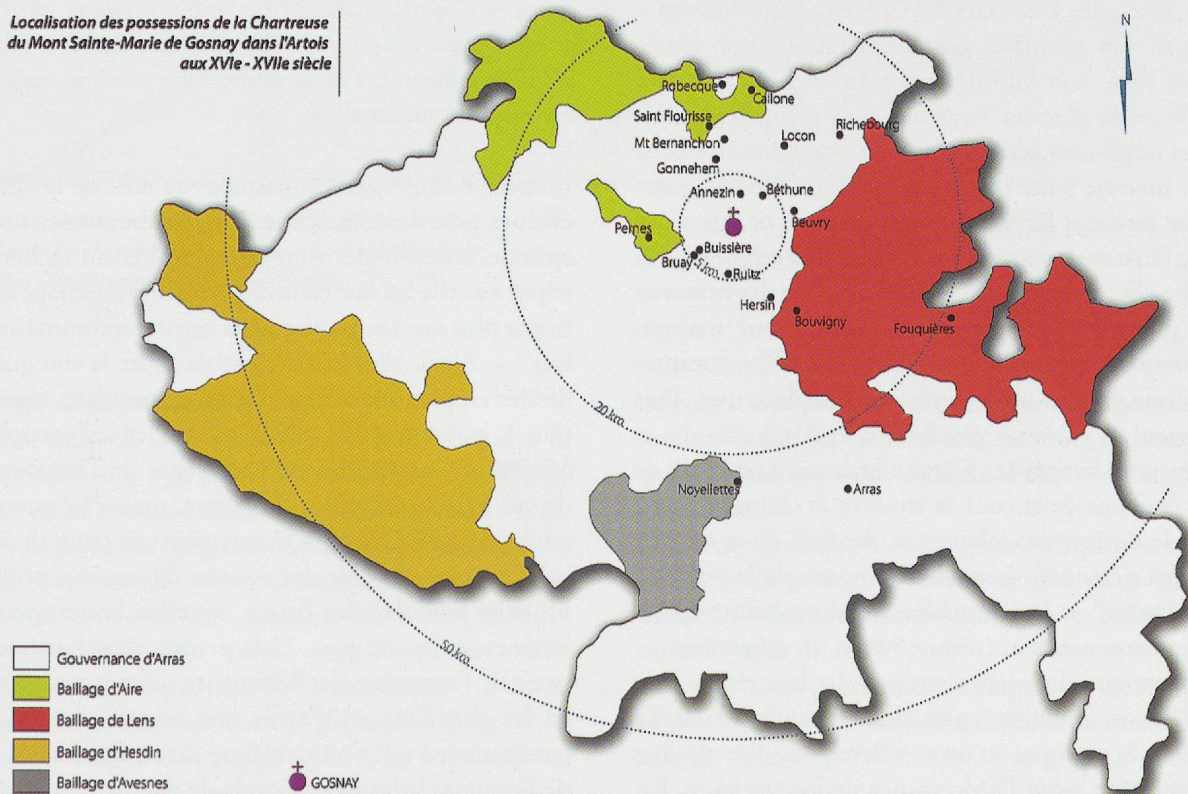 Localisation des possessions de la Chartreuse
du Mont Sainte-Marie de Gosnay dans l'Artois
aux XVIe - XVIIe siècle
N
Robecque
Callone
Saint Flourisse
Mt Bernanchon
Locon
Richebourg
Gonnehem
Annezin
Béthune
Beuvry
Pernes
Buissière
Bruay
5 km
Ruitz
Hersin
Bouvigny
Fouquières
20 km
Noyellettes
Arras
50 km
Gouvernance d'Arras
Baillage d'Aire
Baillage de Lens
Baillage d'Hesdin
Baillage d'Avesnes
GOSNAY